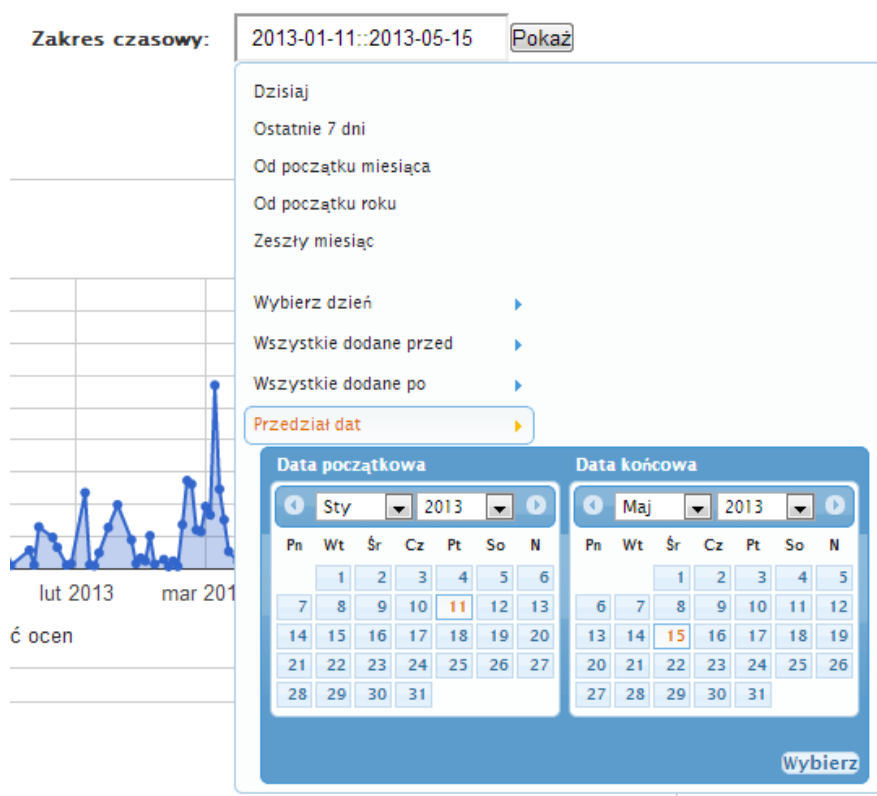 Zakres czasowy: 2013-01-11::2013-05-15 Pokaż
Dzisiaj
Ostatnie 7 dni
Od początku miesiąca
Od początku roku
Zeszły miesiąc
Wybierz dzień
Wszystkie dodane przed
Wszystkie dodane po
Przedział dat
lut 2013 mar 201
ć ocen
Data początkowa
Sty 2013
Pn Wt Śr Cz Pt So N
1 2 3 4 5 6
7 8 9 10 11 12 13
14 15 16 17 18 19 20
21 22 23 24 25 26 27
28 29 30 31
Data końcowa
Maj 2013
Pn Wt Śr Cz Pt So N
1 2 3 4 5
6 7 8 9 10 11 12
13 14 15 16 17 18 19
20 21 22 23 24 25 26
27 28 29 30 31
Wybierz